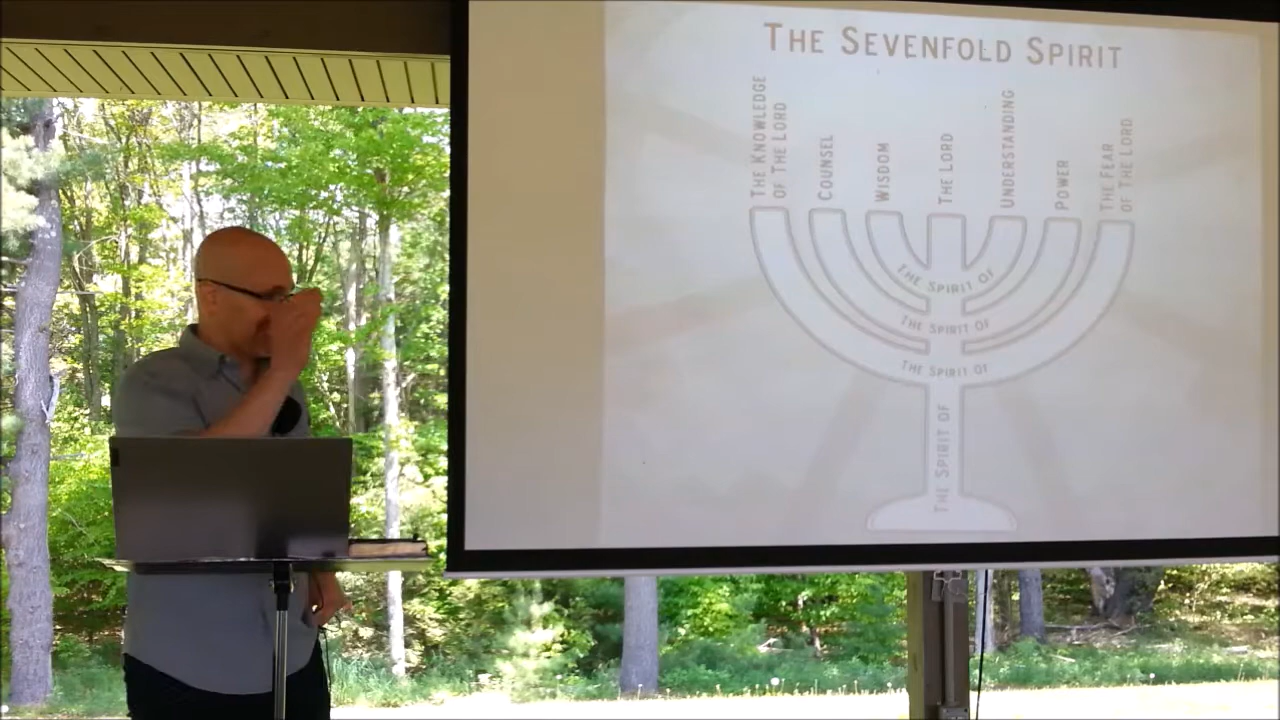 THE SEVENFOLD SPIRIT
THE KNOWLEDGE
OF THE LORD
COUNSEL
WISDOM
THE LORD
UNDERSTANDING
POWER
THE FEAR
OF THE LORD
THE SPIRIT OF
THE SPIRIT OF
THE SPIRIT OF
THE SPIRIT OF